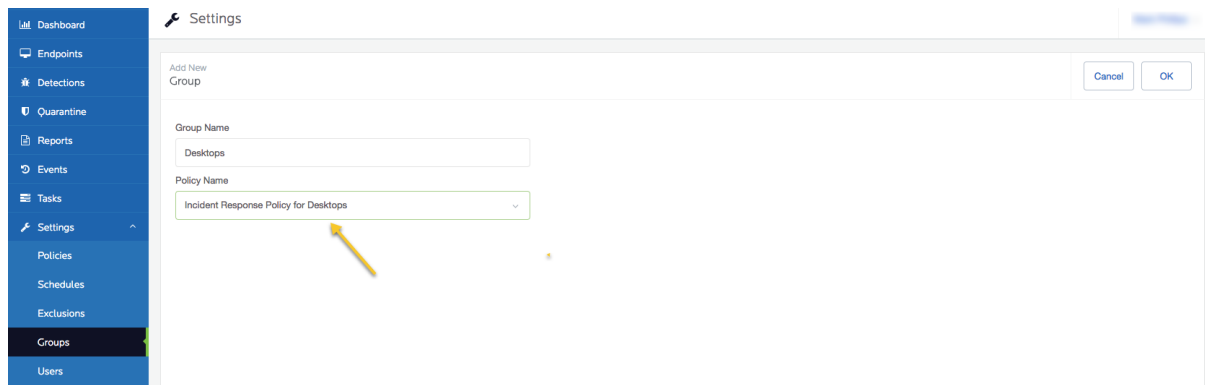 Dashboard
Endpoints
Detections
Quarantine
Reports
Events
Tasks
Settings
Policies
Schedules
Exclusions
Groups
Users
Settings
Add New
Group
Cancel
OK
Group Name
Desktops
Policy Name
Incident Response Policy for Desktops